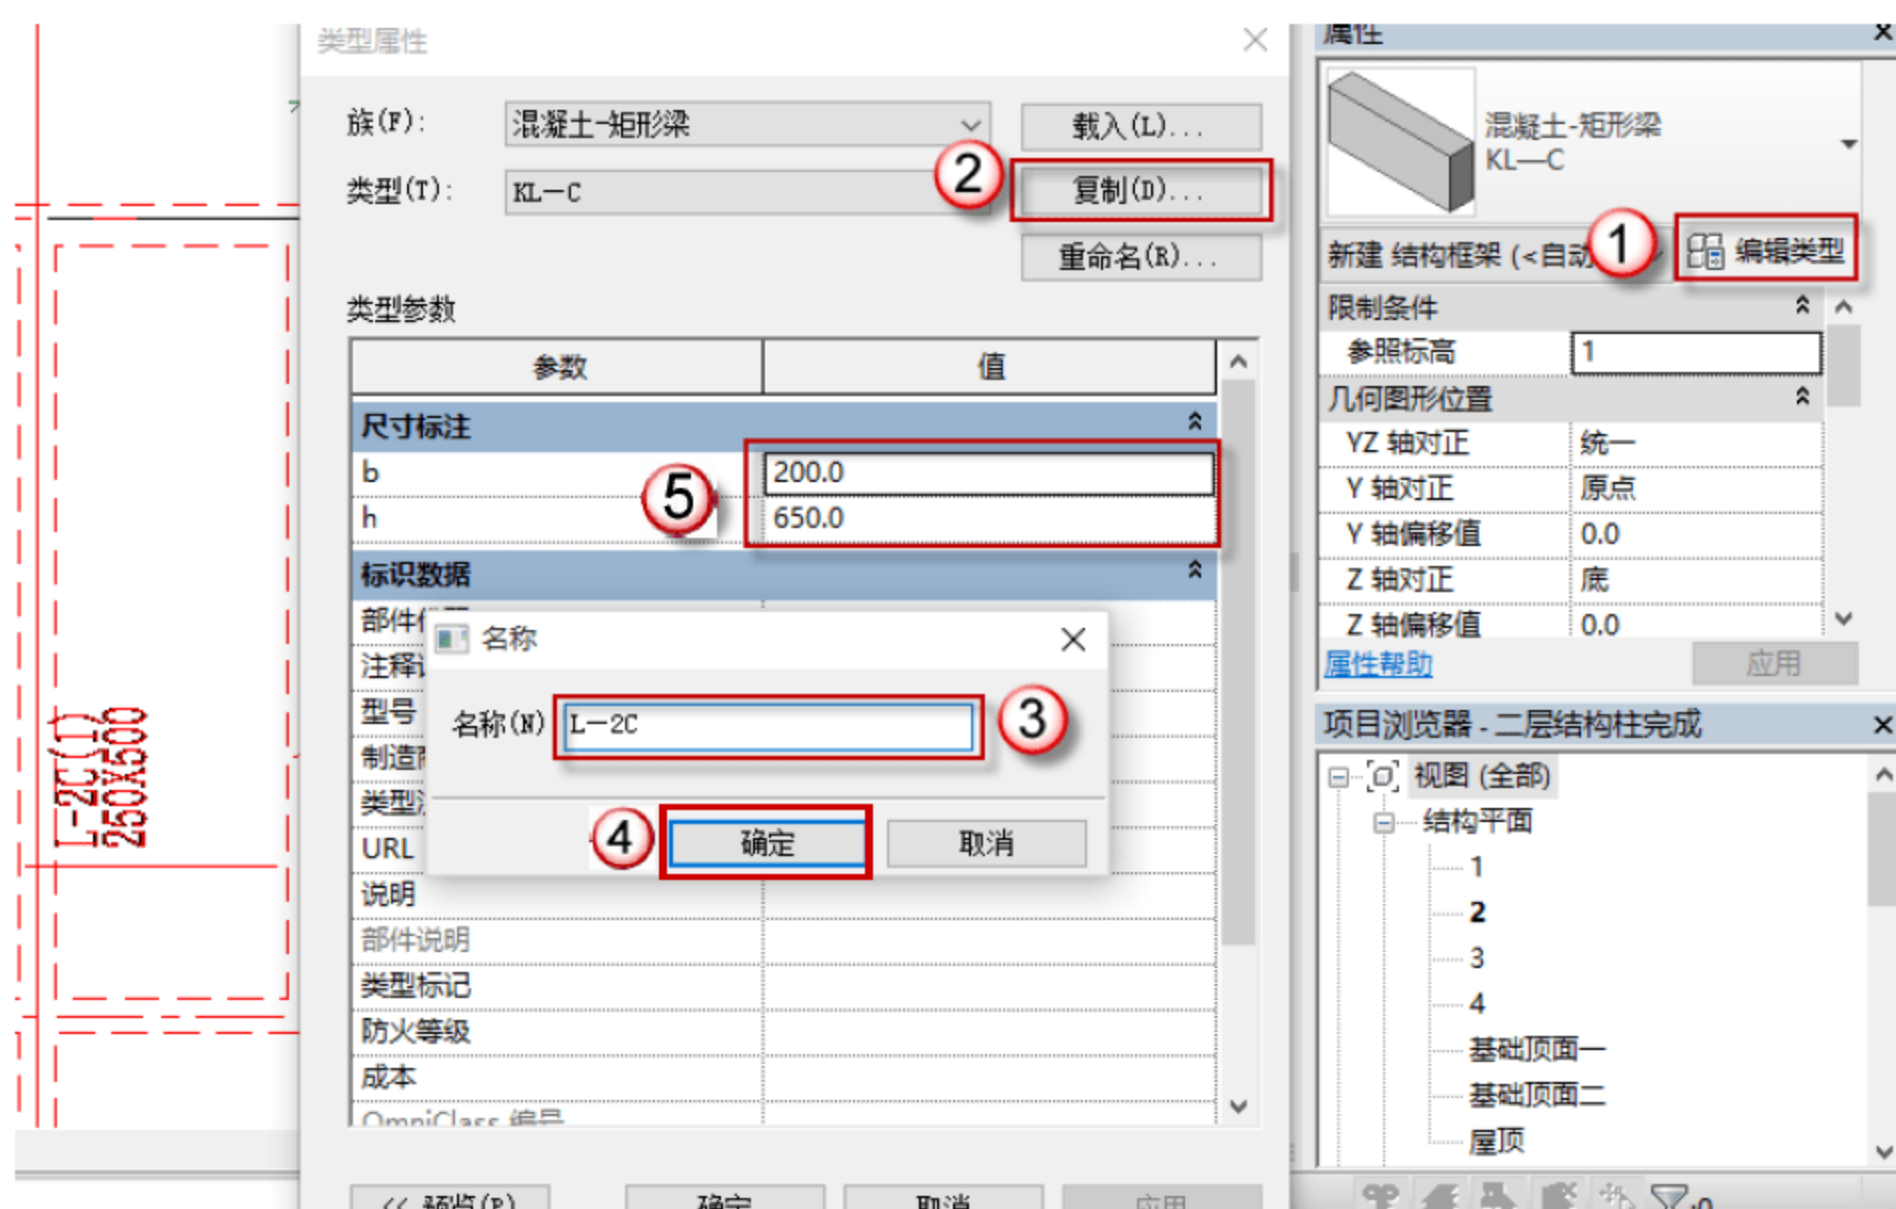 类型属性
族(F):
混凝土-矩形梁
载入(L)...
类型(T):
KL—C
2
复制(D)...
重命名(R)...
类型参数
参数
值
尺寸标注
b
200.0
5
h
650.0
标识数据
注释
型号
URL
说明
部件说明
类型标记
防火等级
成本
OmniClass 编号
名称
名称(N)
L—2C
3
4
确定
取消
<< 预览(P)
确定
取消
应用
L-2C(1)
250X500
属性
混凝土-矩形梁
KL—C
新建 结构框架 (<自动
1
编辑类型
限制条件
参照标高
1
几何图形位置
YZ 轴对正
统一
Y 轴对正
原点
Y 轴偏移值
0.0
Z 轴对正
底
Z 轴偏移值
0.0
属性帮助
应用
项目浏览器 - 二层结构柱完成
视图 (全部)
结构平面
1
2
3
4
基础顶面一
基础顶面二
屋顶
:0